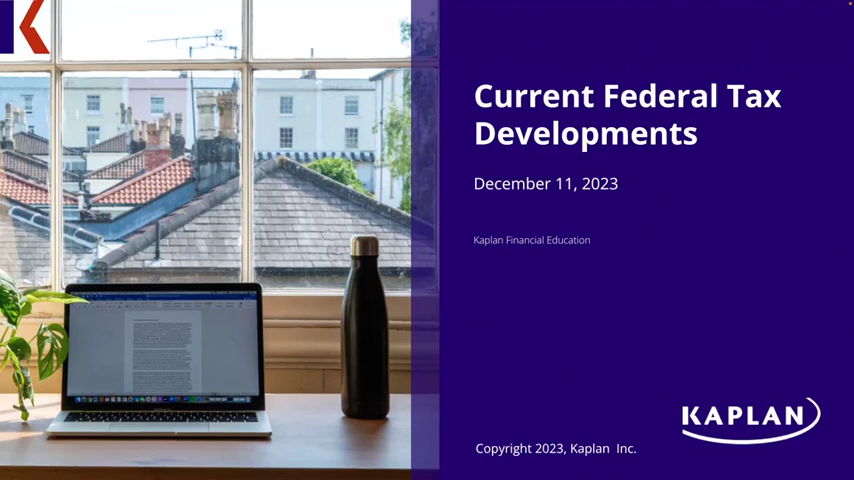 Current Federal Tax
Developments
December 11, 2023
Kaplan Financial Education
KAPLAN
Copyright 2023, Kaplan Inc.